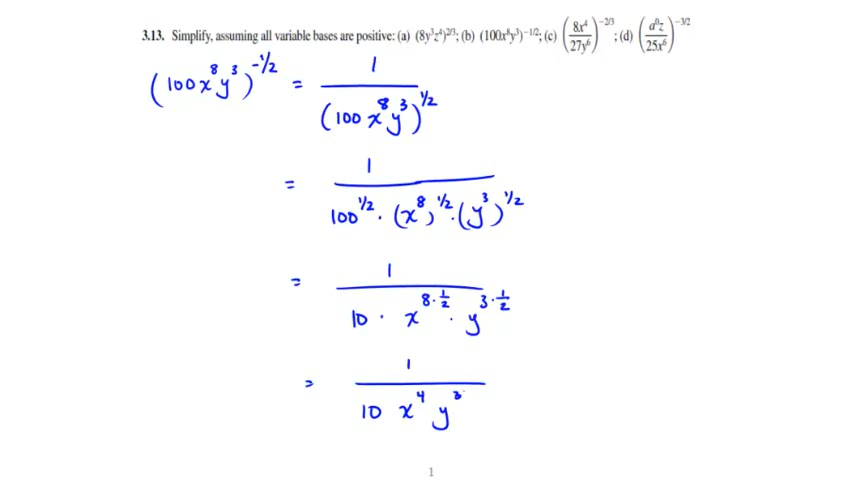 3.13. Simplify, assuming all variable bases are positive: (a) (8y³z⁴)^{2/3}; (b) (100x⁸y³)^{-1/2}; (c) (8x⁴/27y⁶)^{-2/3}; (d) (a⁰z/25x⁶)^{-3/2}
(100x⁸y³)^{-1/2} = 1/(100x⁸y³)^{1/2}
= 1/(100^{1/2} · (x⁸)^{1/2} · (y³)^{1/2})
= 1/(10 · x^{8·1/2} · y^{3·1/2})
= 1/(10 x⁴ y³)
1